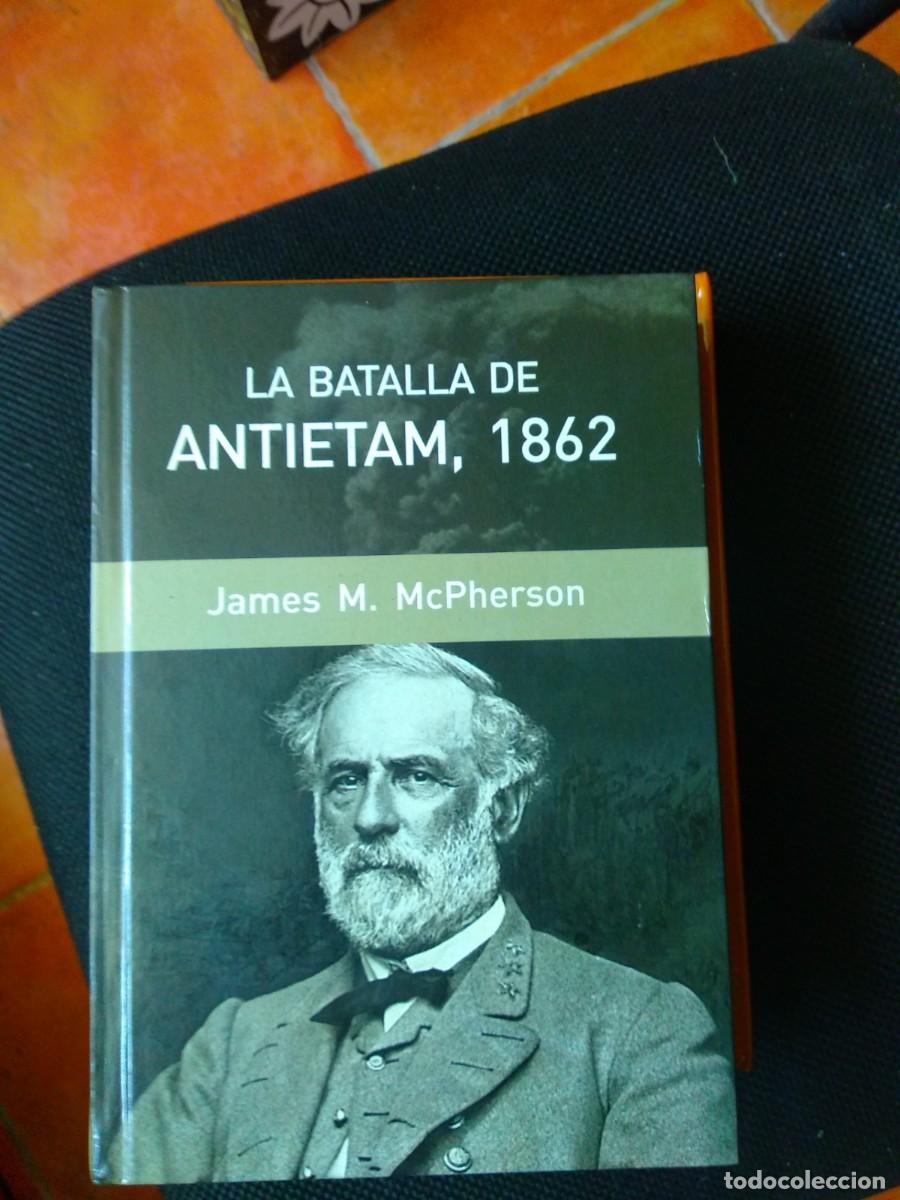 LA BATALLA DE
ANTIETAM, 1862
James M. McPherson
todocoleccion